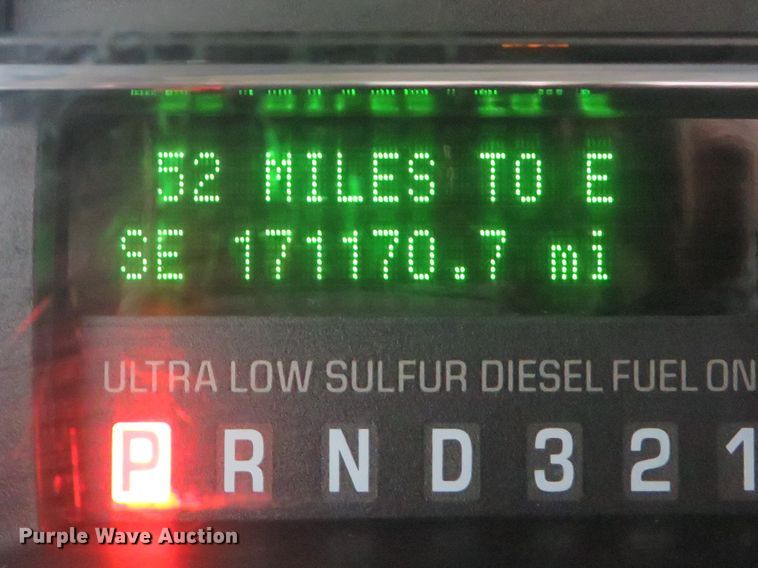 52 MILES TO E
SE 171170.7 mi
ULTRA LOW SULFUR DIESEL FUEL ON
P R N D 3 2 1
Purple Wave Auction